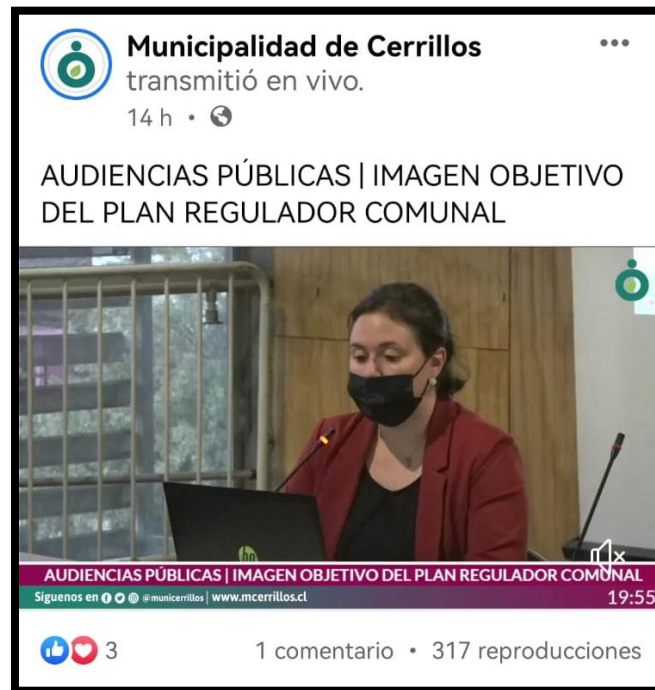 Municipalidad de Cerrillos
transmitió en vivo.
14 h
AUDIENCIAS PÚBLICAS | IMAGEN OBJETIVO
DEL PLAN REGULADOR COMUNAL
hp
AUDIENCIAS PÚBLICAS | IMAGEN OBJETIVO DEL PLAN REGULADOR COMUNAL
Síguenos en @municerrillos | www.mcerrillos.cl
19:55
3
1 comentario • 317 reproducciones